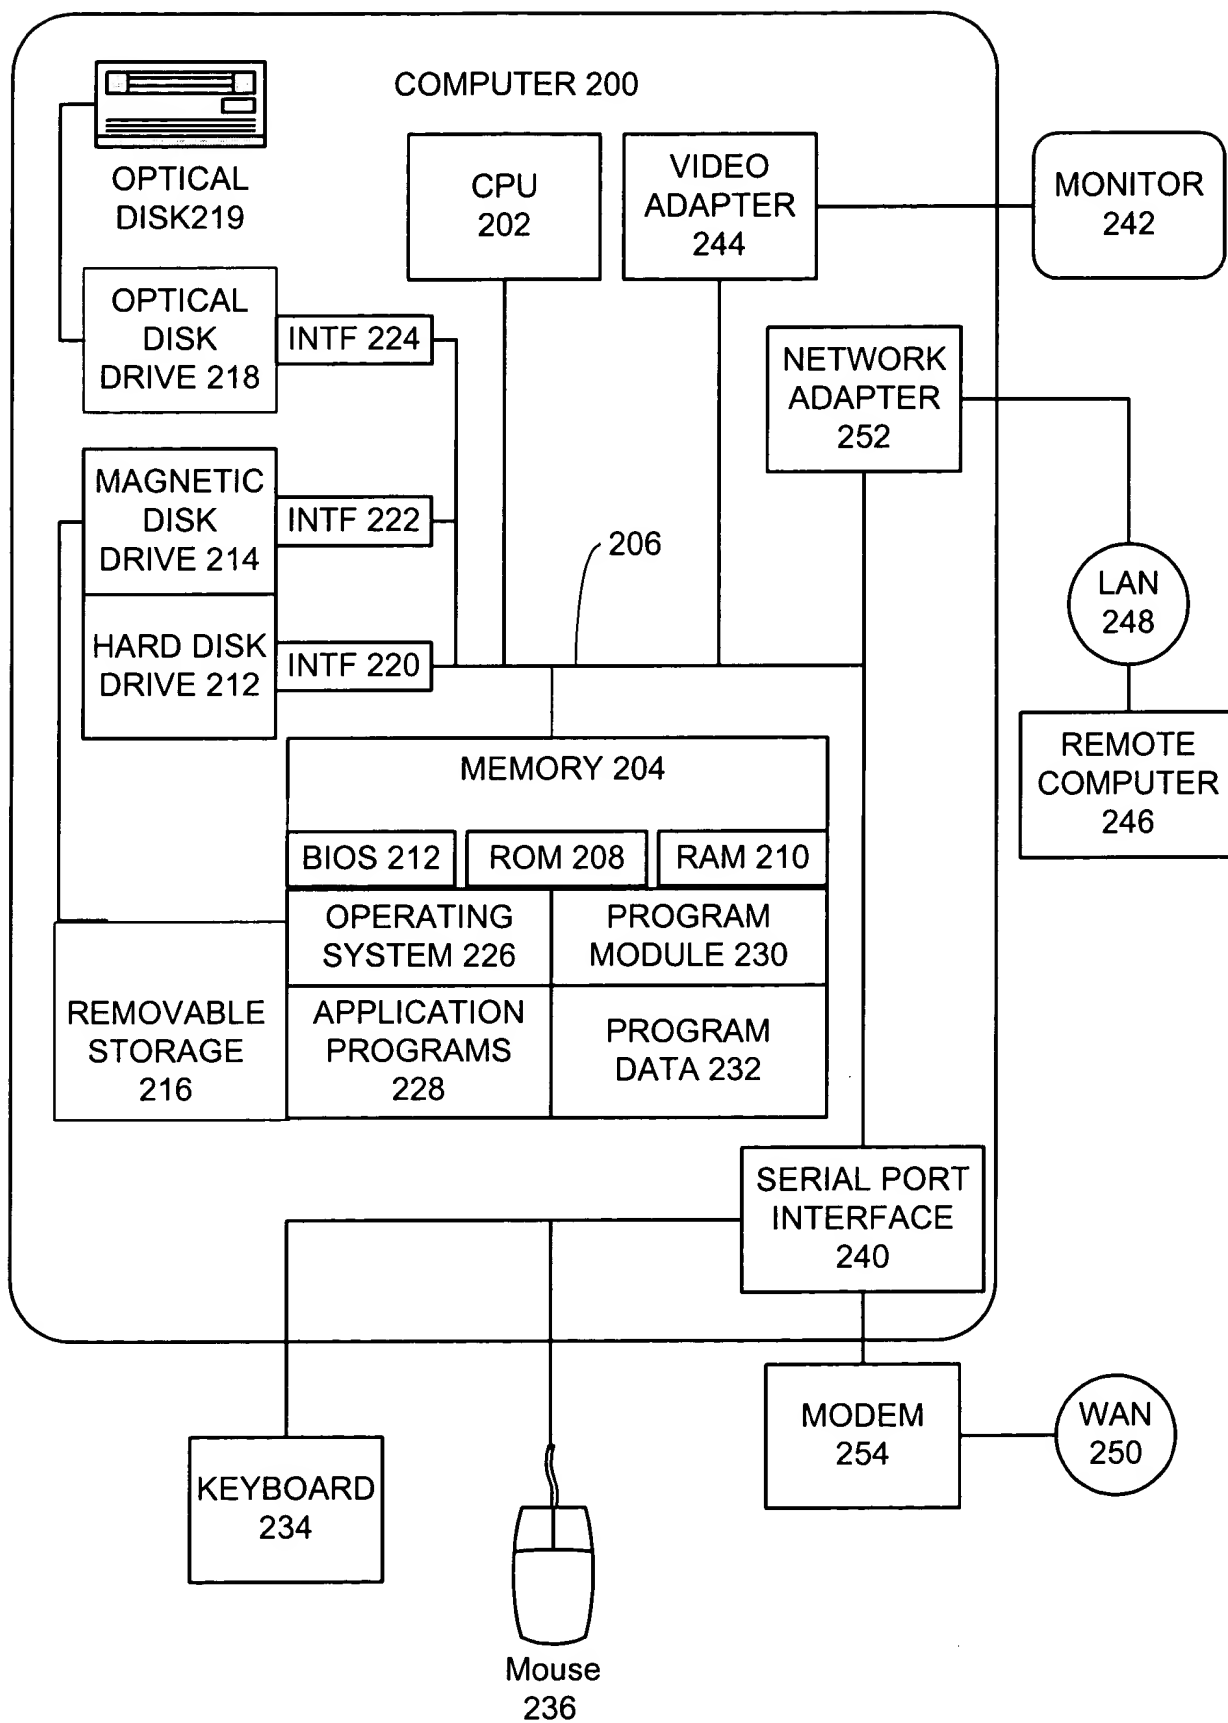 COMPUTER 200
OPTICAL
DISK219
CPU
202
VIDEO
ADAPTER
244
MONITOR
242
OPTICAL
DISK
DRIVE 218
INTF 224
NETWORK
ADAPTER
252
MAGNETIC
DISK
DRIVE 214
INTF 222
206
LAN
248
HARD DISK
DRIVE 212
INTF 220
REMOTE
COMPUTER
246
MEMORY 204
BIOS 212
ROM 208
RAM 210
OPERATING
SYSTEM 226
PROGRAM
MODULE 230
REMOVABLE
STORAGE
216
APPLICATION
PROGRAMS
228
PROGRAM
DATA 232
SERIAL PORT
INTERFACE
240
MODEM
254
WAN
250
KEYBOARD
234
Mouse
236